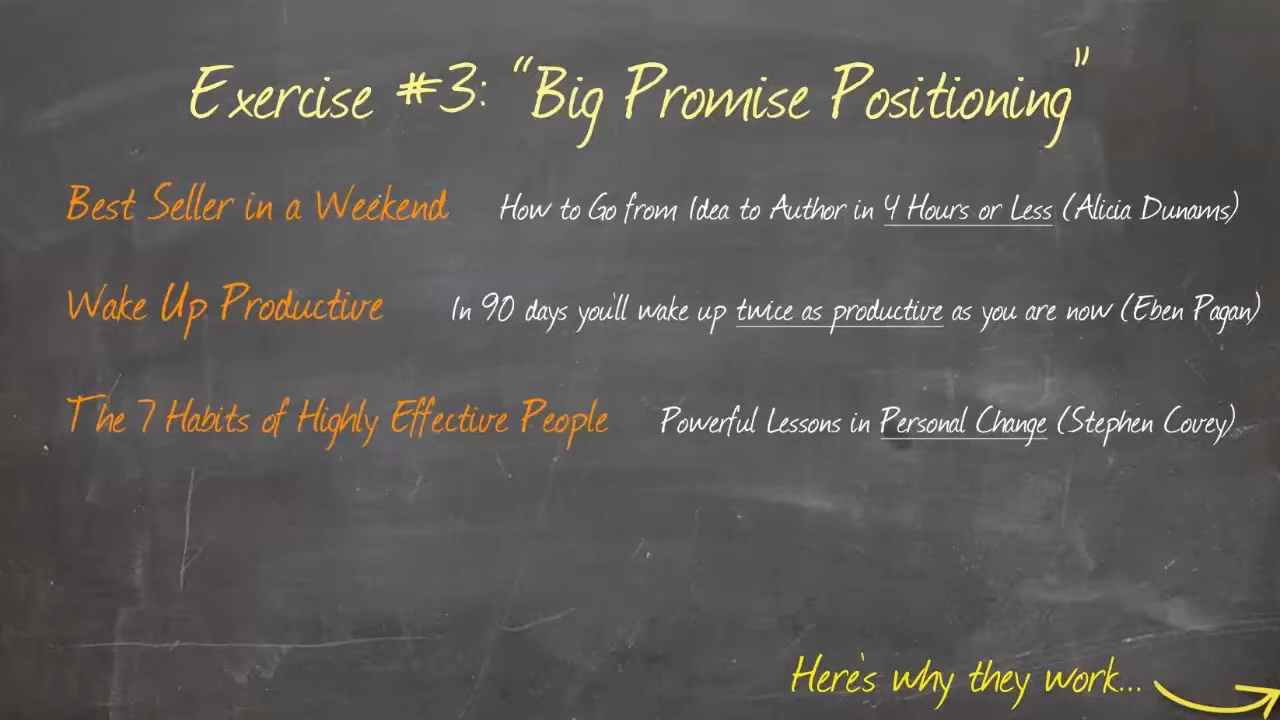 Exercise #3: "Big Promise Positioning"
Best Seller in a Weekend How to Go from Idea to Author in 4 Hours or Less (Alicia Dunams)
Wake Up Productive In 90 days you'll wake up twice as productive as you are now (Eben Pagan)
The 7 Habits of Highly Effective People Powerful Lessons in Personal Change (Stephen Covey)
Here's why they work...